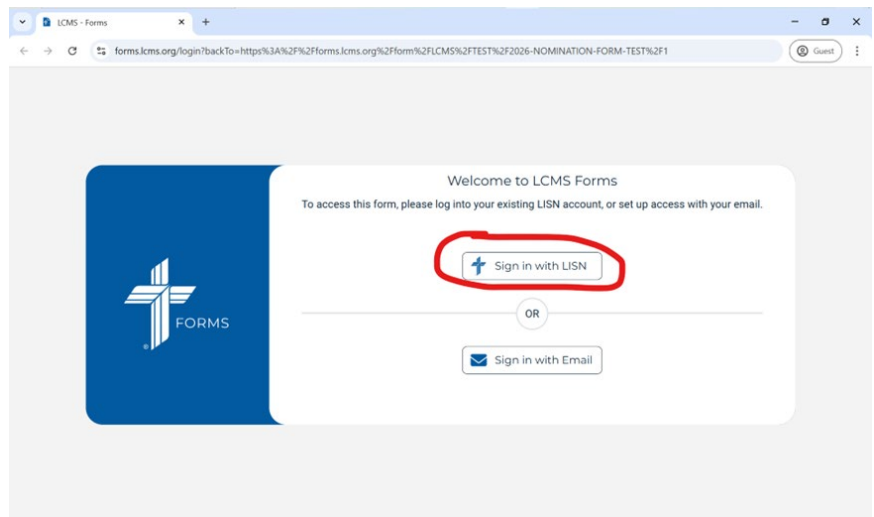 LCMS - Forms
forms.lcms.org/login?backTo=https%3A%2F%2Fforms.lcms.org%2Fform%2FLCMS%2FTEST%2F2026-NOMINATION-FORM-TEST%2F1
Guest
Welcome to LCMS Forms
To access this form, please log into your existing LISN account, or set up access with your email.
Sign in with LISN
FORMS
®
OR
Sign in with Email